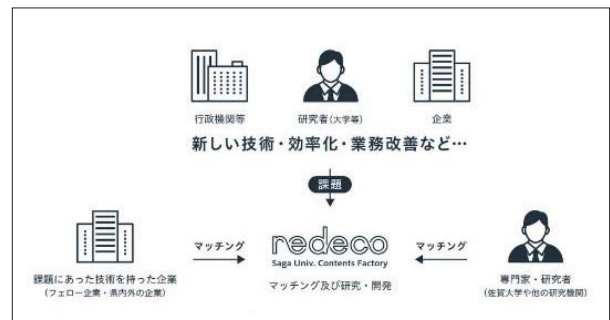 行政機関等
研究者(大学等)
企業
新しい技術・効率化・業務改善など…
課題
マッチング
redeco
Saga Univ. Contents Factory
マッチング及び研究・開発
マッチング
課題にあった技術を持った企業
(フェロー企業・県内外の企業)
専門家・研究者
(佐賀大学や他の研究機関)